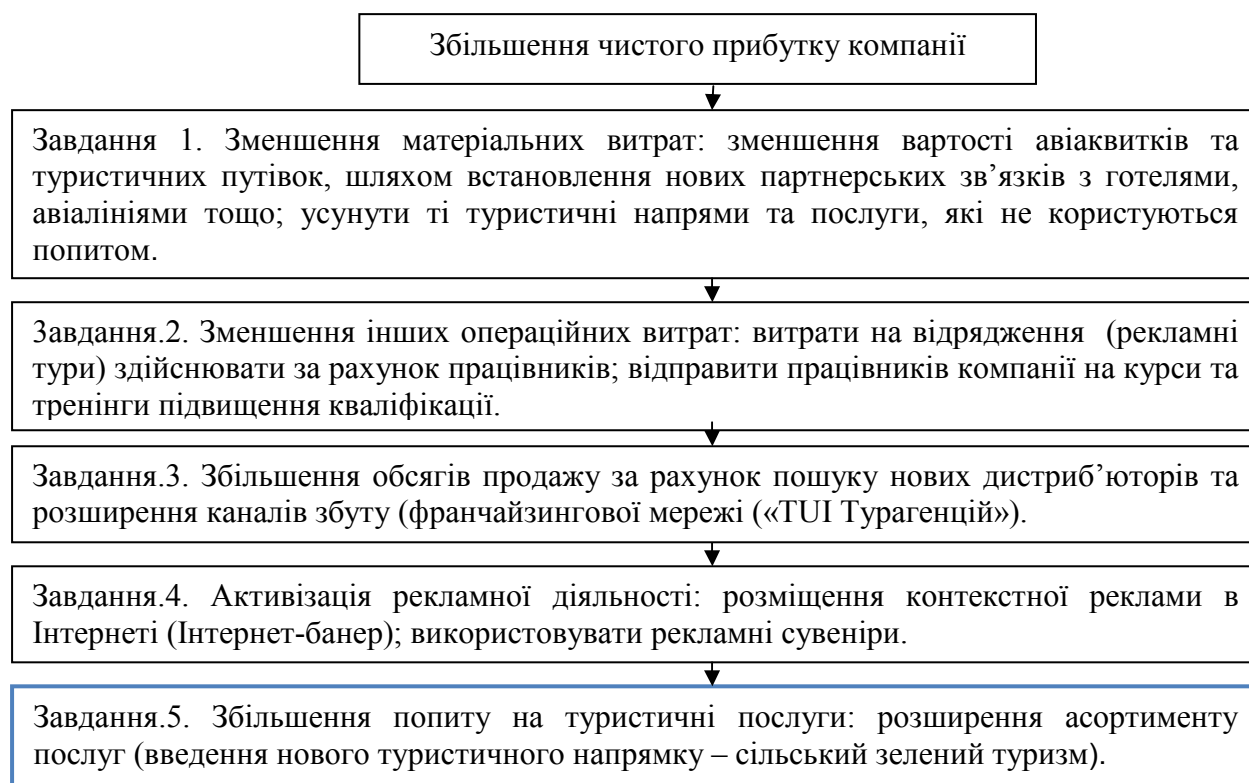 Збільшення чистого прибутку компанії
Завдання 1. Зменшення матеріальних витрат: зменшення вартості авіаквитків та
туристичних путівок, шляхом встановлення нових партнерських зв’язків з готелями,
авіалініями тощо; усунути ті туристичні напрями та послуги, які не користуються
попитом.
Завдання.2. Зменшення інших операційних витрат: витрати на відрядження (рекламні
тури) здійснювати за рахунок працівників; відправити працівників компанії на курси та
тренінги підвищення кваліфікації.
Завдання.3. Збільшення обсягів продажу за рахунок пошуку нових дистриб’юторів та
розширення каналів збуту (франчайзингової мережі («TUI Турагенцій»).
Завдання.4. Активізація рекламної діяльності: розміщення контекстної реклами в
Інтернеті (Інтернет-банер); використовувати рекламні сувеніри.
Завдання.5. Збільшення попиту на туристичні послуги: розширення асортименту
послуг (введення нового туристичного напрямку – сільський зелений туризм).